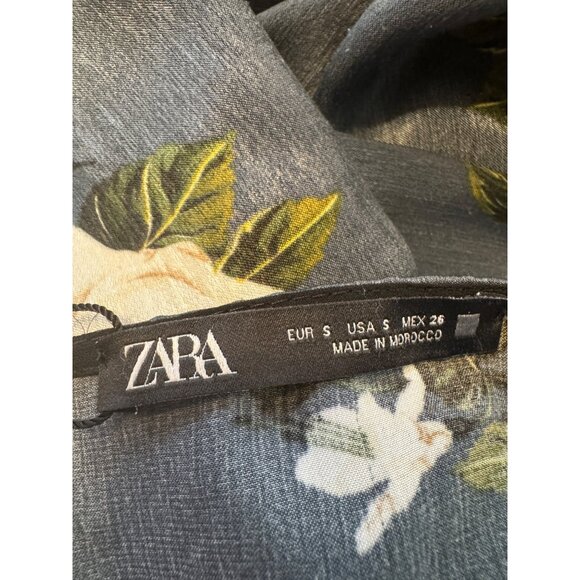 ZARA
EUR S USA S MEX 26
MADE IN MOROCCO